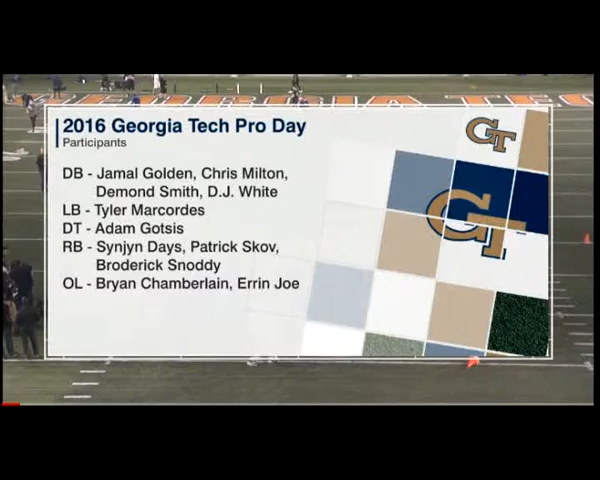 2016 Georgia Tech Pro Day
Participants
GT
DB - Jamal Golden, Chris Milton,
Demond Smith, D.J. White
LB - Tyler Marcordes
DT - Adam Gotsis
RB - Synjyn Days, Patrick Skov,
Broderick Snoddy
OL - Bryan Chamberlain, Errin Joe
GT